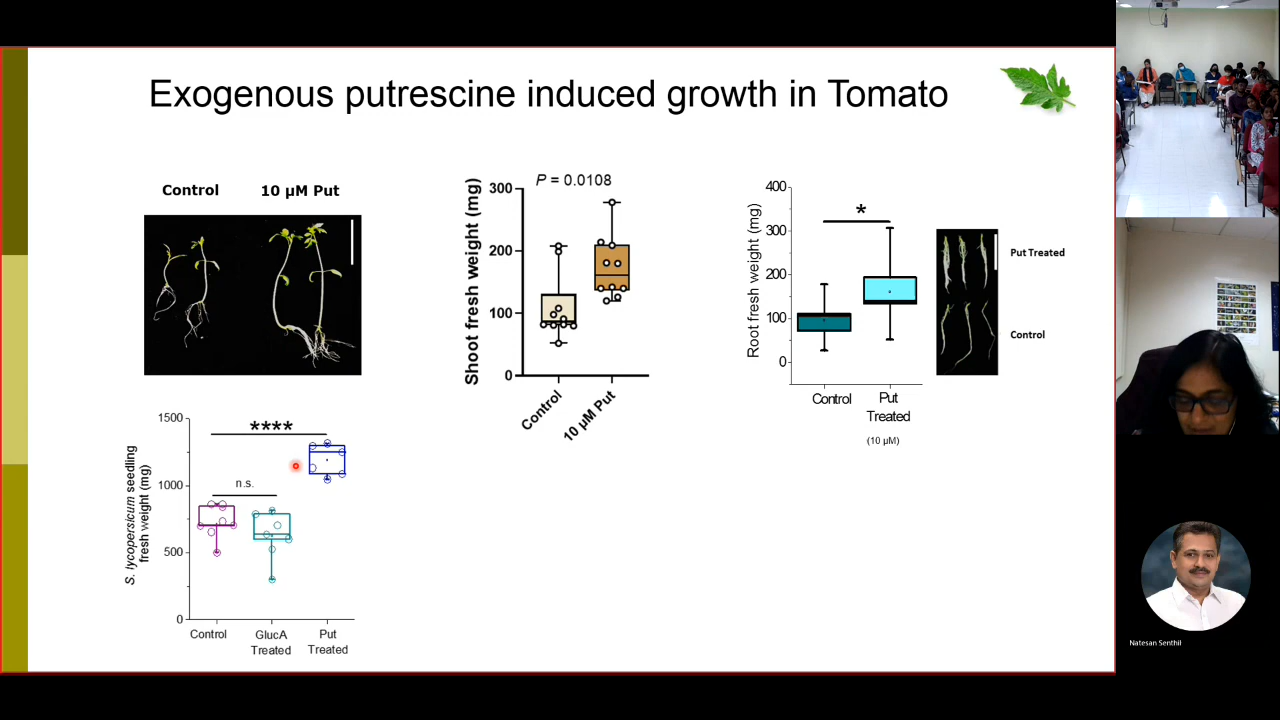 Exogenous putrescine induced growth in Tomato
Control
10 µM Put
P = 0.0108
Shoot fresh weight (mg)
300
200
100
0
Control
10 µM Put
Root fresh weight (mg)
400
300
200
100
0
*
Control
Put
Treated
(10 µM)
Put Treated
Control
S. lycopersicum seedling
fresh weight (mg)
1500
1000
500
0
****
n.s.
Control
GlucA
Treated
Put
Treated
Natesan Senthil